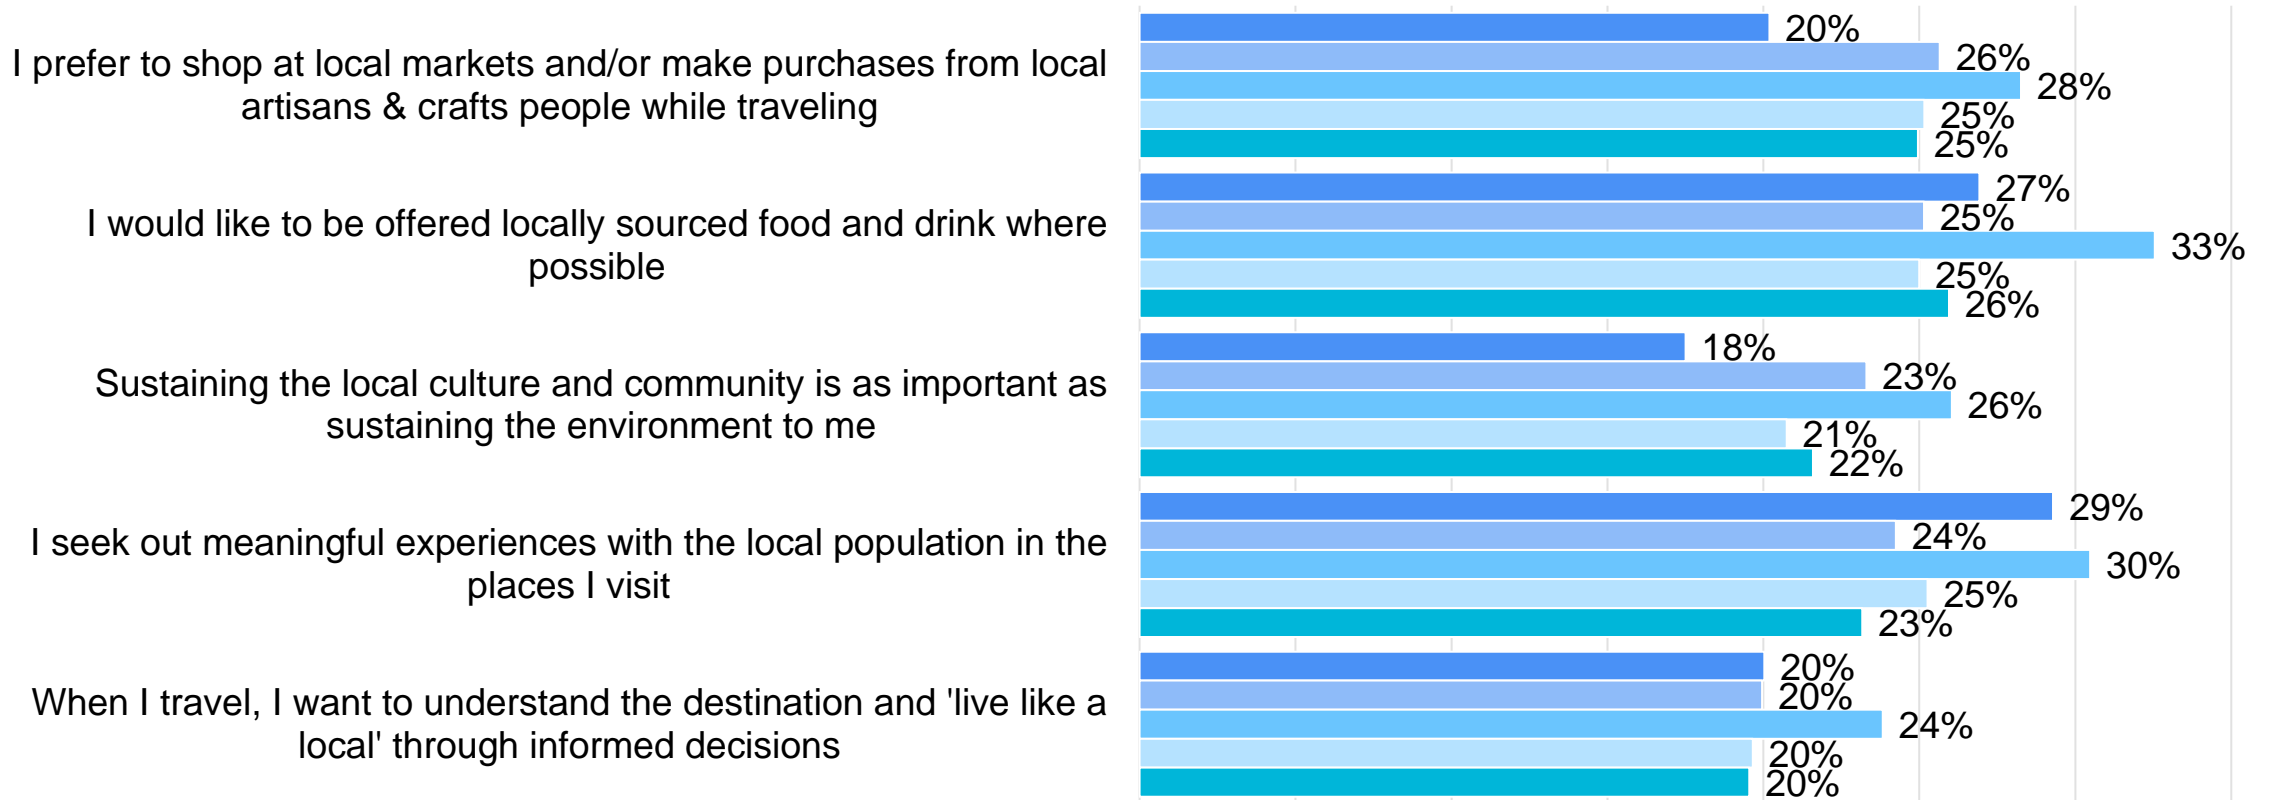 I prefer to shop at local markets and/or make purchases from local
artisans & crafts people while traveling
20%
26%
28%
25%
25%
I would like to be offered locally sourced food and drink where
possible
27%
25%
33%
25%
26%
Sustaining the local culture and community is as important as
sustaining the environment to me
18%
23%
26%
21%
22%
I seek out meaningful experiences with the local population in the
places I visit
29%
24%
30%
25%
23%
When I travel, I want to understand the destination and 'live like a
local' through informed decisions
20%
20%
24%
20%
20%